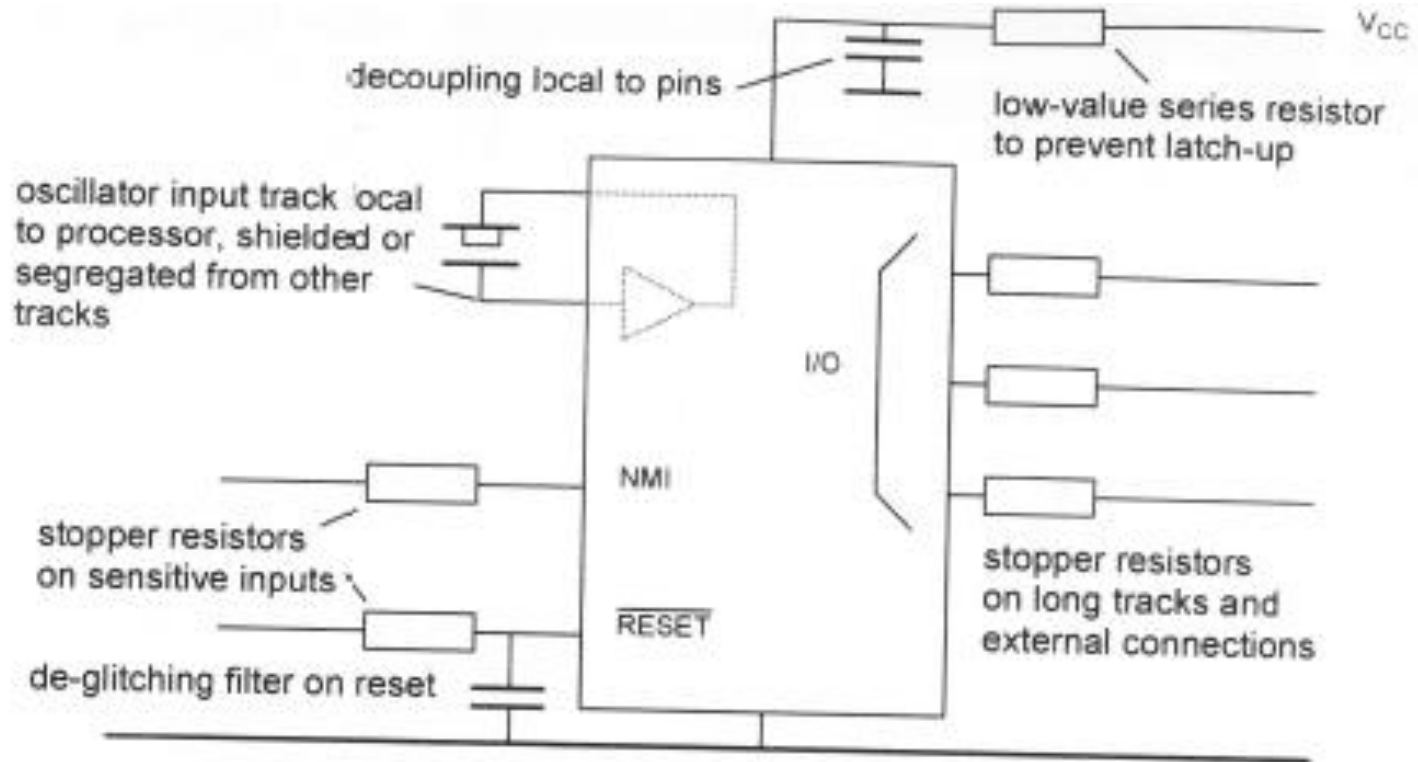 V_CC
decoupling local to pins
low-value series resistor
to prevent latch-up
oscillator input track local
to processor, shielded or
segregated from other
tracks
I/O
NMI
stopper resistors
on sensitive inputs
RESET
stopper resistors
on long tracks and
external connections
de-glitching filter on reset